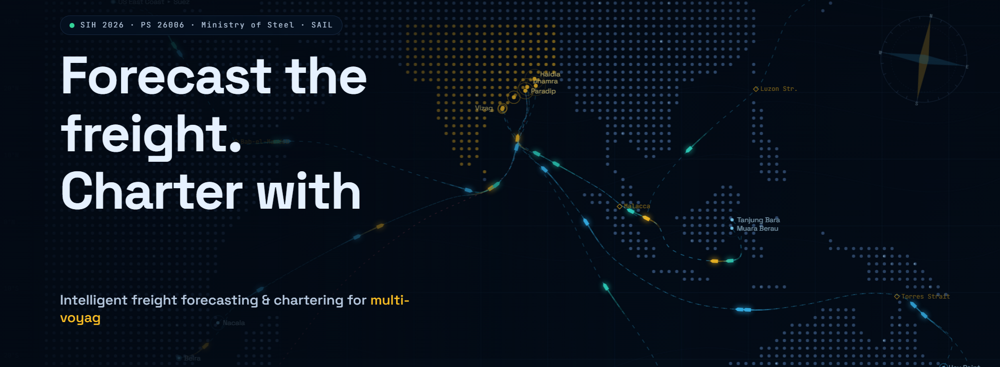 US East Coast ▸ Suez
SIH 2026 · PS 26006 · Ministry of Steel · SAIL
Forecast the
freight.
Charter with
Intelligent freight forecasting & chartering for multi-
voyag
N
E
S
W
Haldia
Dhamra
Paradip
Vizag
Luzon Str.
Bab-el-Mandeb
Malacca
Tanjung Bara
Muara Berau
Torres Strait
Nacala
Beira
Hay Point